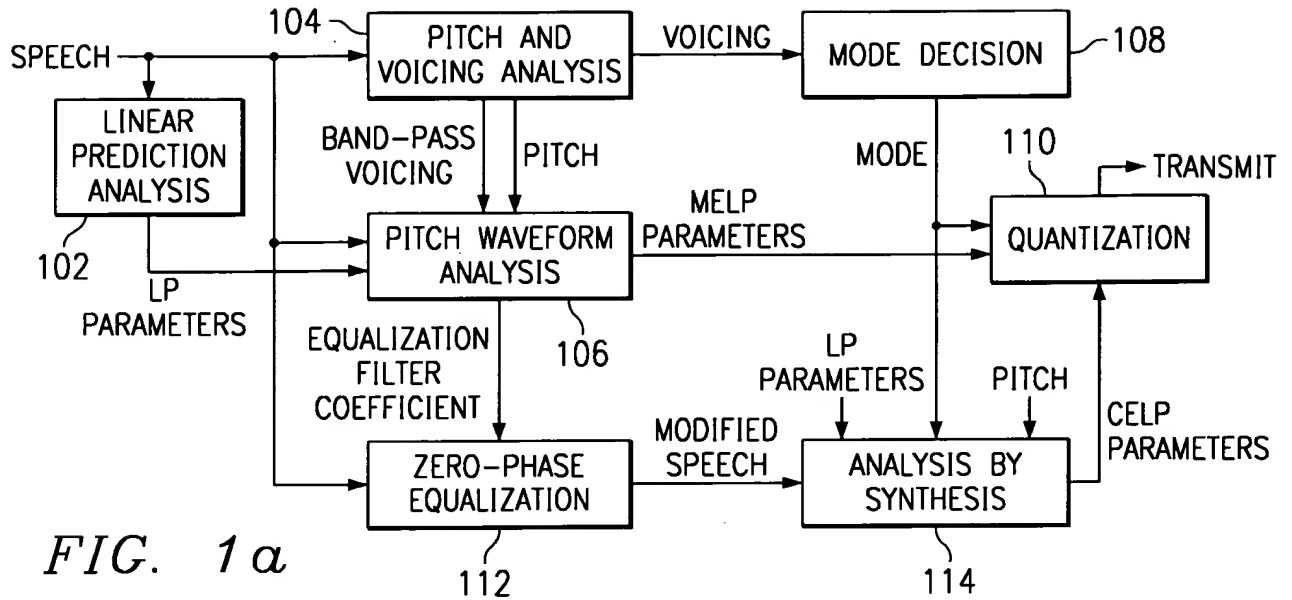 104
PITCH AND
VOICING ANALYSIS
VOICING
MODE DECISION
108
SPEECH
LINEAR
PREDICTION
ANALYSIS
102
BAND-PASS
VOICING
PITCH
MODE
110
TRANSMIT
QUANTIZATION
PITCH WAVEFORM
ANALYSIS
MELP
PARAMETERS
LP
PARAMETERS
106
EQUALIZATION
FILTER
COEFFICIENT
LP
PARAMETERS
PITCH
CELP
PARAMETERS
ZERO-PHASE
EQUALIZATION
MODIFIED
SPEECH
ANALYSIS BY
SYNTHESIS
112
114
FIG. 1a